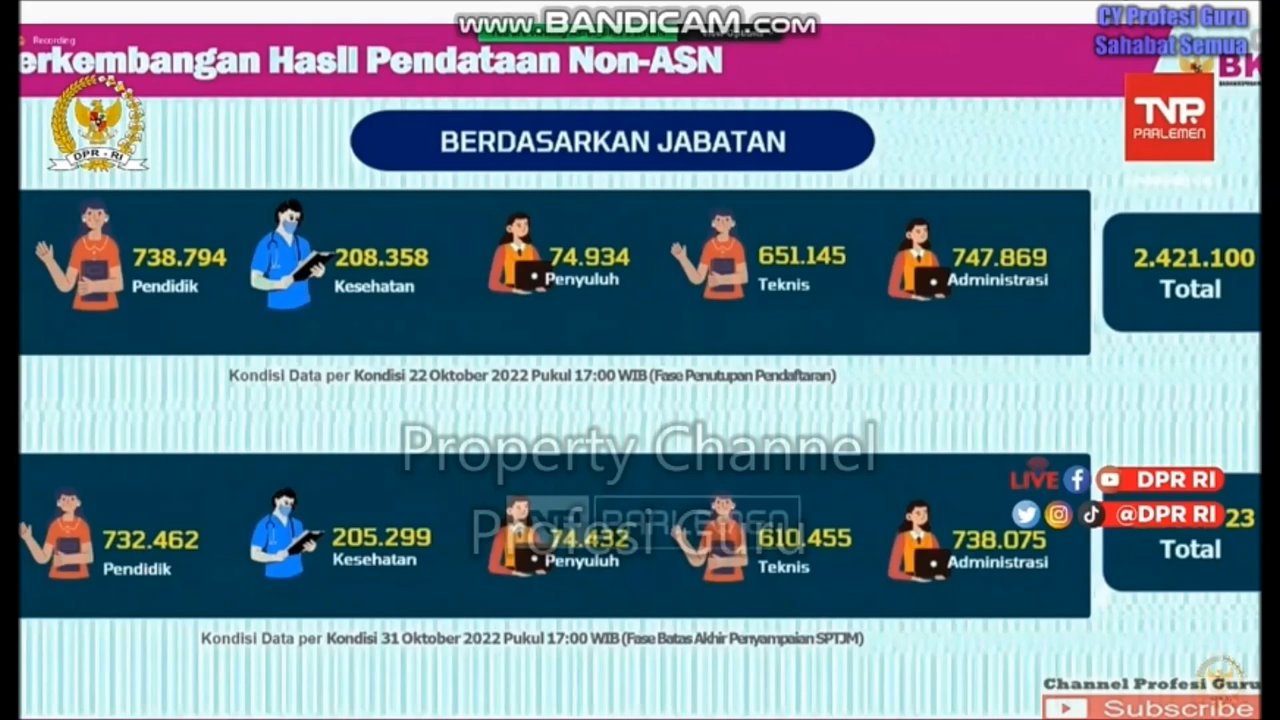 www.BANDICAM.com
CY Profesi Guru
Sahabat Semua
Recording
erkembangan Hasil Pendataan Non-ASN
BK
DPR - RI
BERDASARKAN JABATAN
TVP.
PARLEMEN
738.794
Pendidik
208.358
Kesehatan
74.934
Penyuluh
651.145
Teknis
747.869
Administrasi
2.421.100
Total
Kondisi Data per Kondisi 22 Oktober 2022 Pukul 17:00 WIB (Fase Penutupan Pendaftaran)
Property Channel
Profesi Guru
PARLEMEN
LIVE
DPR RI
@DPR RI
732.462
Pendidik
205.299
Kesehatan
74.432
Penyuluh
610.455
Teknis
738.075
Administrasi
23
Total
Kondisi Data per Kondisi 31 Oktober 2022 Pukul 17:00 WIB (Fase Batas Akhir Penyampaian SPTJM)
Channel Profesi Guru
Subscribe